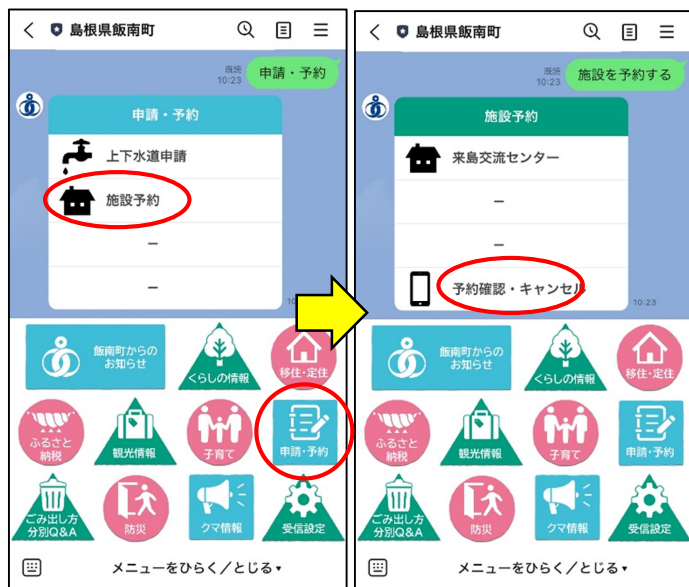 島根県飯南町
既読
10:23
申請・予約
申請・予約
上下水道申請
施設予約
－
－
10
飯南町からの
お知らせ
くらしの情報
移住・定住
ふるさと
納税
観光情報
子育て
申請・予約
ごみ出し方
分別Q&A
防災
クマ情報
受信設定
メニューをひらく／とじる▾
島根県飯南町
既読
10:23
施設を予約する
施設予約
来島交流センター
－
－
予約確認・キャンセル
10:23
飯南町からの
お知らせ
くらしの情報
移住・定住
ふるさと
納税
観光情報
子育て
申請・予約
ごみ出し方
分別Q&A
防災
クマ情報
受信設定
メニューをひらく／とじる▾